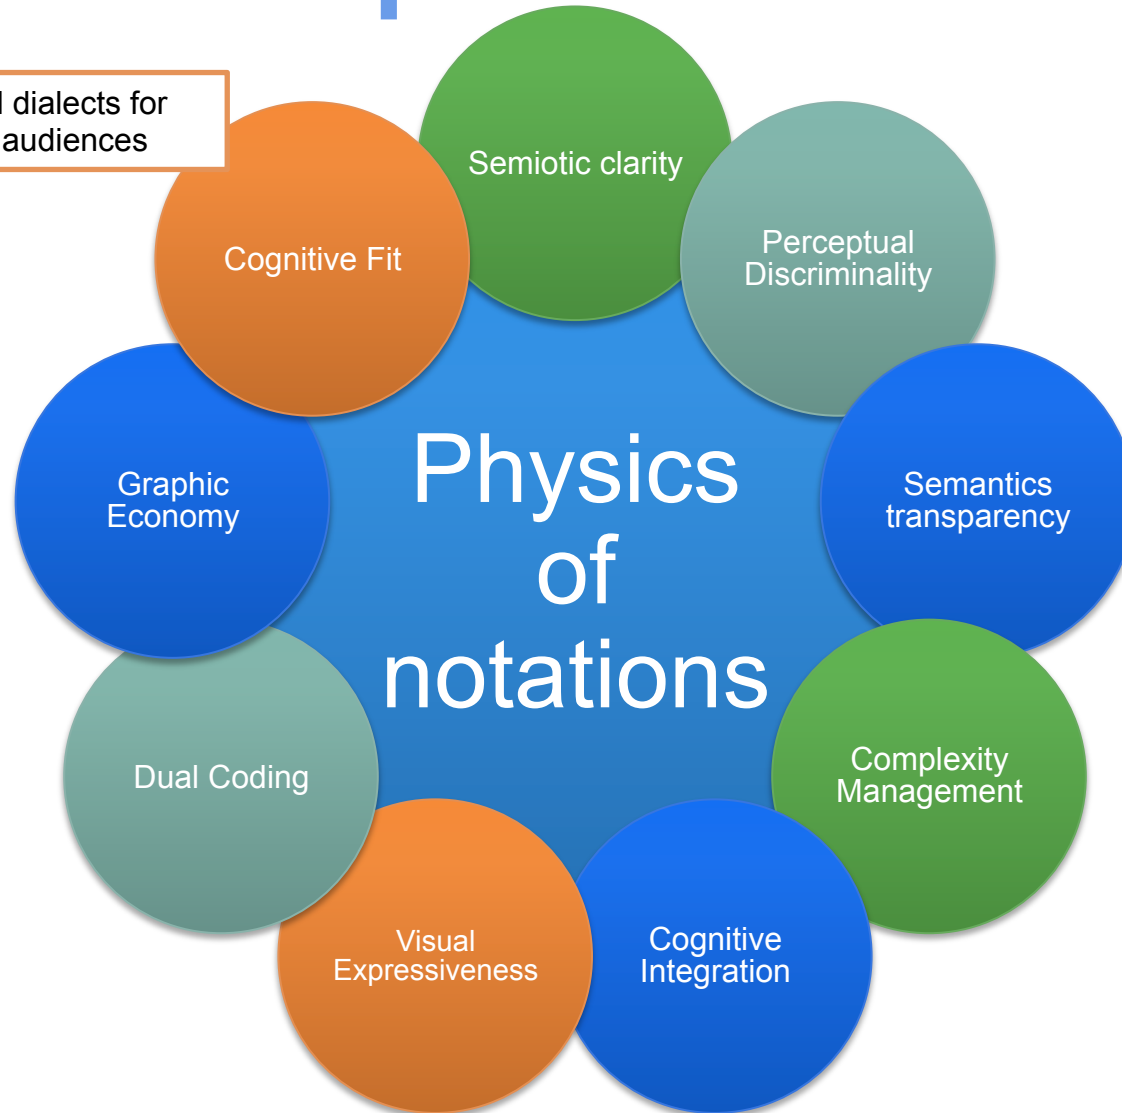 dialects for
audiences
Semiotic clarity
Perceptual
Discriminality
Cognitive Fit
Semantics
transparency
Graphic
Economy
Physics
of
notations
Complexity
Management
Dual Coding
Cognitive
Integration
Visual
Expressiveness